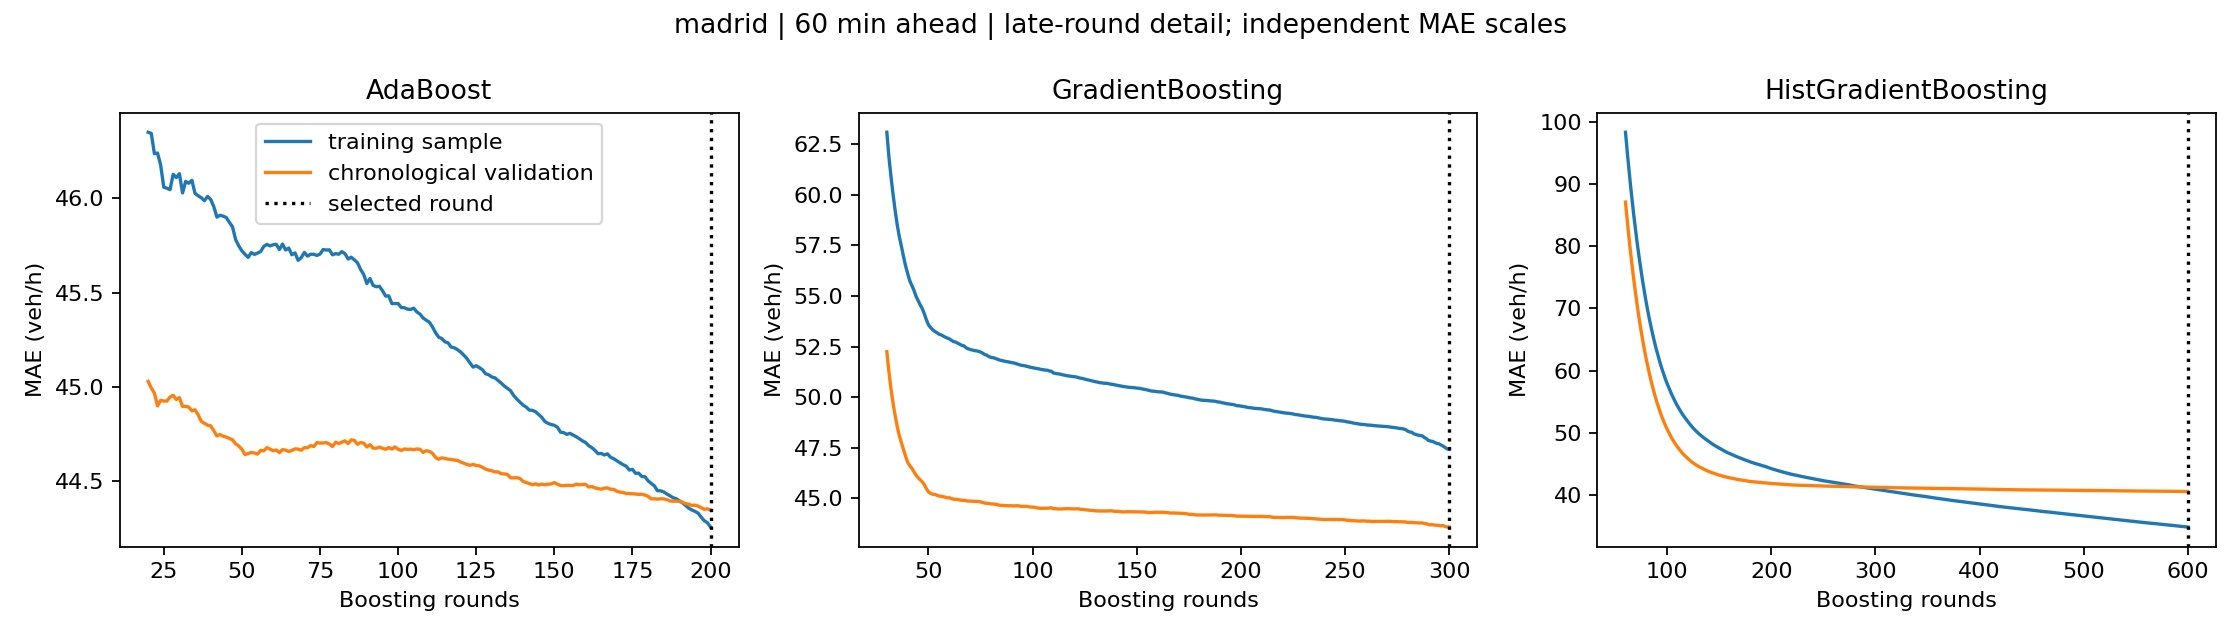 madrid | 60 min ahead | late-round detail; independent MAE scales
AdaBoost
MAE (veh/h)
46.0
45.5
45.0
44.5
training sample
chronological validation
selected round
25 50 75 100 125 150 175 200
Boosting rounds
GradientBoosting
MAE (veh/h)
62.5
60.0
57.5
55.0
52.5
50.0
47.5
45.0
50 100 150 200 250 300
Boosting rounds
HistGradientBoosting
MAE (veh/h)
100
90
80
70
60
50
40
100 200 300 400 500 600
Boosting rounds